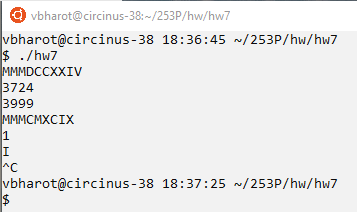 vbharot@circinus-38:~/253P/hw/hw7
vbharot@circinus-38 18:36:45 ~/253P/hw/hw7
$ ./hw7
MMMDCCXXIV
3724
3999
MMMCMXCIX
1
I
^C
vbharot@circinus-38 18:37:25 ~/253P/hw/hw7
$